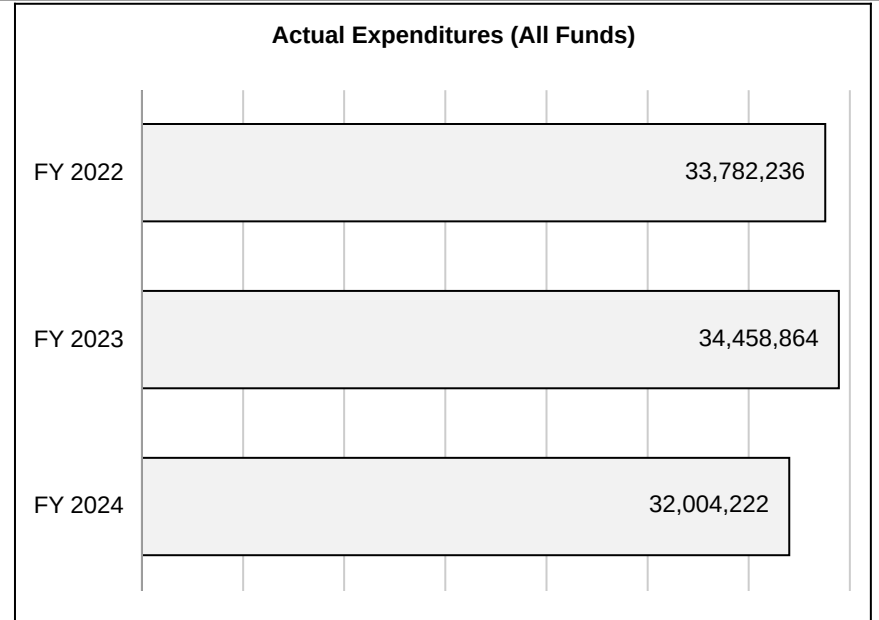 Actual Expenditures (All Funds)
FY 2022 33,782,236
FY 2023 34,458,864
FY 2024 32,004,222